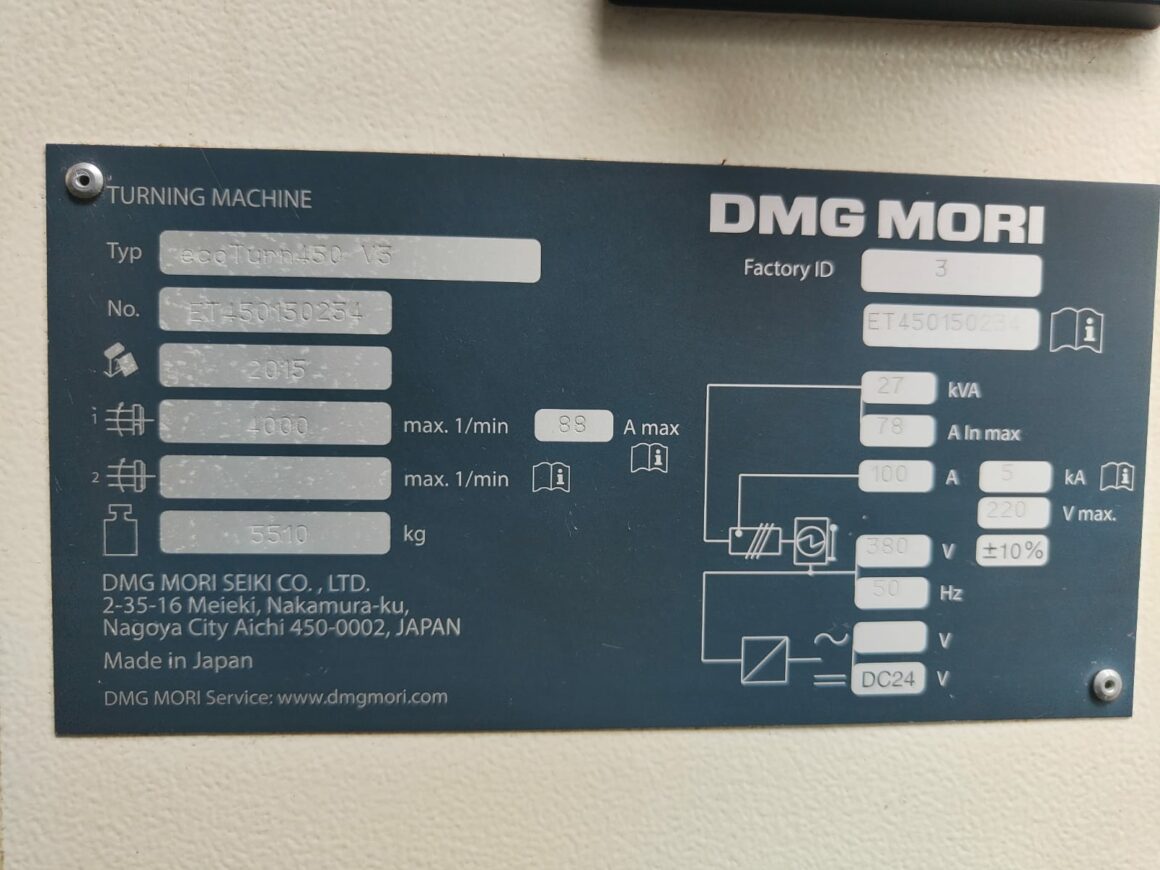 TURNING MACHINE
DMG MORI
Typ ecoTurn450 V3
Factory ID 3
No. ET450150234
ET450150234
2015
1 4000 max. 1/min 88 A max
2 max. 1/min
5510 kg
27 kVA
78 A In max
100 A 5 kA
220 V max.
380 V ±10%
50 Hz
V
DC24 V
DMG MORI SEIKI CO., LTD.
2-35-16 Meieki, Nakamura-ku,
Nagoya City Aichi 450-0002, JAPAN
Made in Japan
DMG MORI Service: www.dmgmori.com